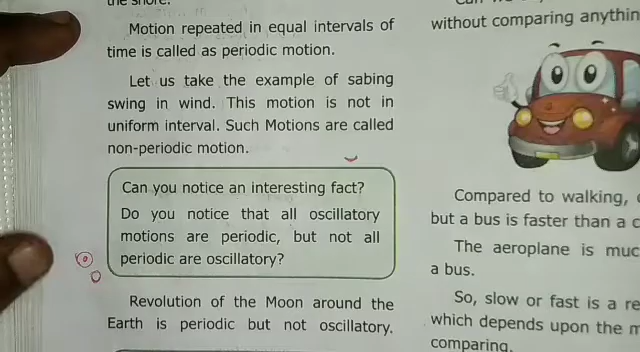 the shore.
Motion repeated in equal intervals of
time is called as periodic motion.
Let us take the example of sabing
swing in wind. This motion is not in
uniform interval. Such Motions are called
non-periodic motion.
Can you notice an interesting fact?
Do you notice that all oscillatory
motions are periodic, but not all
periodic are oscillatory?
Revolution of the Moon around the
Earth is periodic but not oscillatory.
without comparing
Compared to walking,
but a bus is faster than a
The aeroplane is
a bus.
So, slow or fast is a
which depends upon the
comparing.